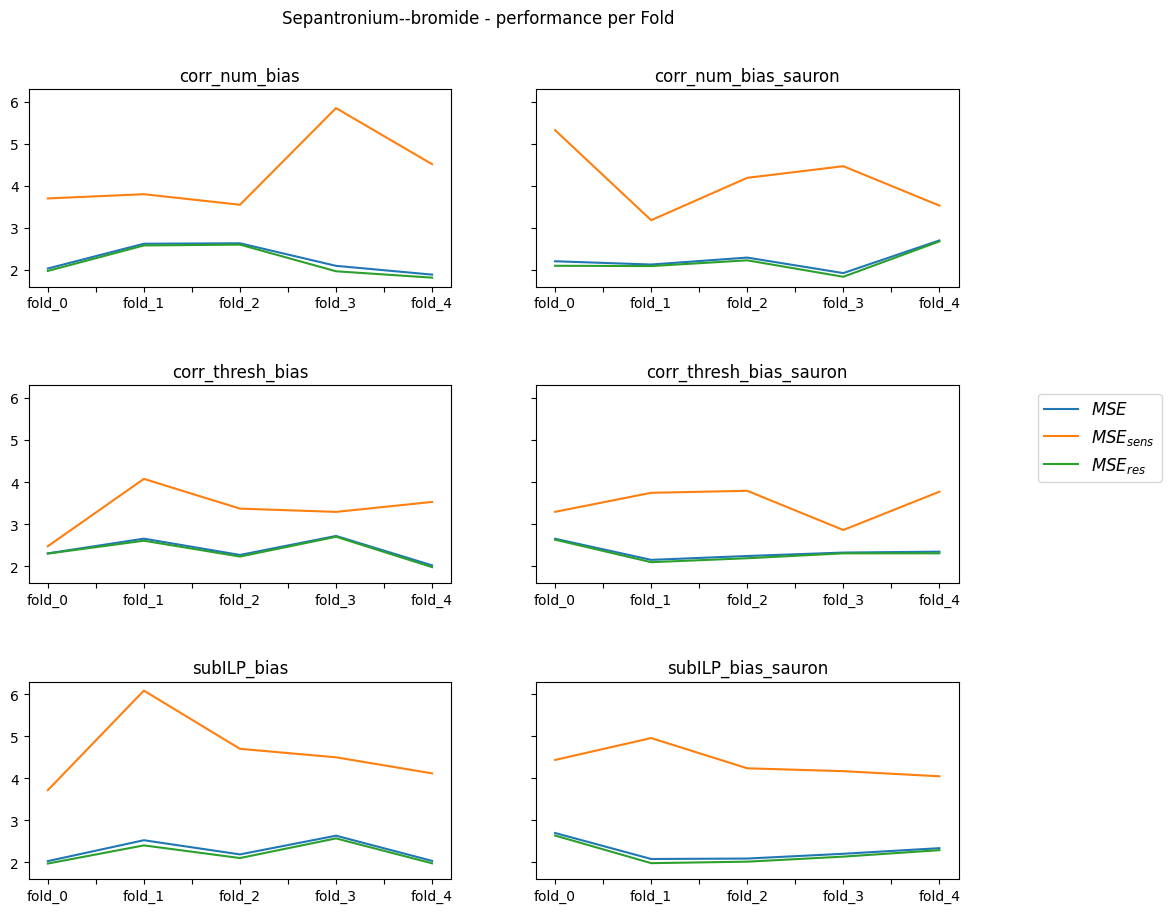 Sepantronium--bromide - performance per Fold
corr_num_bias
corr_num_bias_sauron
6
5
4
3
2
fold_0 fold_1 fold_2 fold_3 fold_4
fold_0 fold_1 fold_2 fold_3 fold_4
corr_thresh_bias
corr_thresh_bias_sauron
6
5
4
3
2
fold_0 fold_1 fold_2 fold_3 fold_4
fold_0 fold_1 fold_2 fold_3 fold_4
MSE
MSE_sens
MSE_res
subILP_bias
subILP_bias_sauron
6
5
4
3
2
fold_0 fold_1 fold_2 fold_3 fold_4
fold_0 fold_1 fold_2 fold_3 fold_4